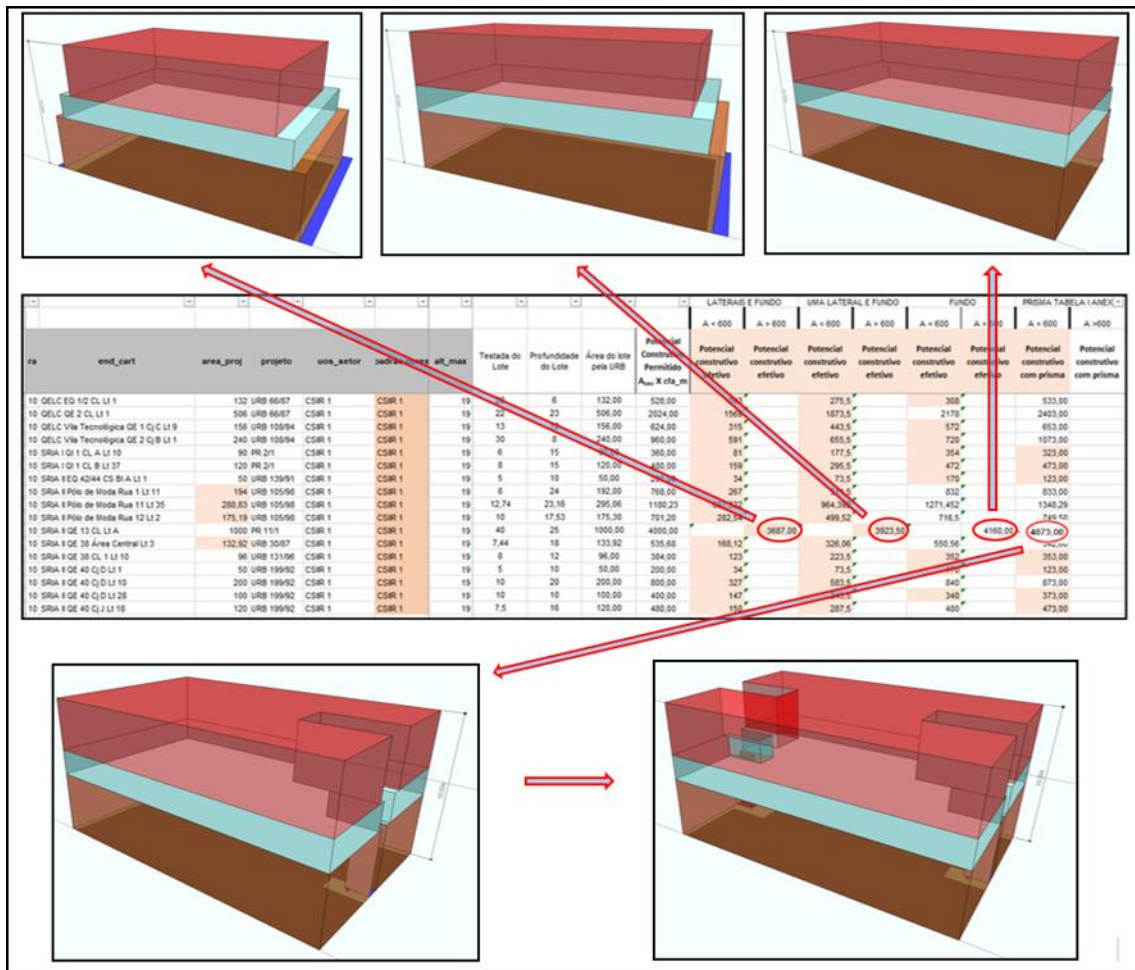 LATERAIS E FUNDO UMA LATERAL E FUNDO FUNDO PRISMA TABELA I ANEX
A < 600 A > 600 A < 600 A > 600 A < 600 A < 600 A >600
ra end_cart area_proj projeto uos_setor alt_max Testada do Lote Profundidade do Lote Área do lote pela URB Potencial Construtivo Permitido Potencial construtivo efetivo Potencial construtivo efetivo Potencial construtivo efetivo Potencial construtivo efetivo Potencial construtivo efetivo Potencial construtivo efetivo Potencial construtivo com prisma Potencial construtivo com prisma
10 QELC EQ 1/2 CL Lt 1 132 URB 66/87 CSIIR 1 CSIIR 1 19 6 132,00 528,00 275,5 308 533,00
10 QELC QE 2 CL Lt 1 506 URB 66/87 CSIIR 1 CSIIR 1 19 22 23 506,00 2024,00 1873,5 2178 2403,00
10 QELC Vila Tecnológica QE 1 Cj C Lt 9 156 URB 108/94 CSIIR 1 CSIIR 1 19 13 156,00 624,00 315 443,5 572 653,00
10 QELC Vila Tecnológica QE 2 Cj B Lt 1 240 URB 108/94 CSIIR 1 CSIIR 1 19 30 8 240,00 960,00 591 655,5 720 1073,00
10 SRIA I QI 1 CL A Lt 10 90 PR 2/1 CSIIR 1 CSIIR 1 19 6 15 360,00 81 177,5 354 323,00
10 SRIA I QI 1 CL B Lt 37 120 PR 2/1 CSIIR 1 CSIIR 1 19 8 15 120,00 480,00 159 295,5 472 473,00
10 SRIA II EQ 42/44 CS Bl A Lt 1 50 URB 139/91 CSIIR 1 CSIIR 1 19 5 10 50,00 34 73,5 170 123,00
10 SRIA II Pólo de Moda Rua 1 Lt 11 194 URB 105/98 CSIIR 1 CSIIR 1 19 8 24 192,00 768,00 267 832 833,00
10 SRIA II Pólo de Moda Rua 11 Lt 35 280,83 URB 105/98 CSIIR 1 CSIIR 1 19 12,74 23,16 295,06 1180,23 1271,452 1348,29
10 SRIA II Pólo de Moda Rua 12 Lt 2 175,19 URB 105/98 CSIIR 1 CSIIR 1 19 10 17,53 175,30 701,20 282,54 499,52 716,5 749,50
10 SRIA II QE 13 CL Lt A 1000 PR 11/1 CSIIR 1 CSIIR 1 19 40 25 1000,00 4000,00 3687,00 3923,50 4160,00 4873,00
10 SRIA II QE 38 Área Central Lt 3 132,92 URB 30/87 CSIIR 1 CSIIR 1 19 7,44 18 133,92 535,68 168,12 326,06 550,56
10 SRIA II QE 38 CL 1 Lt 10 96 URB 131/96 CSIIR 1 CSIIR 1 19 8 12 96,00 384,00 123 223,5 352 353,00
10 SRIA II QE 40 Cj D Lt 1 50 URB 199/92 CSIIR 1 CSIIR 1 19 5 10 50,00 200,00 34 73,5 123,00
10 SRIA II QE 40 Cj D Lt 10 200 URB 199/92 CSIIR 1 CSIIR 1 19 10 20 200,00 800,00 327 583,5 840 873,00
10 SRIA II QE 40 Cj D Lt 28 100 URB 199/92 CSIIR 1 CSIIR 1 19 10 10 100,00 400,00 147 340 373,00
10 SRIA II QE 40 Cj J Lt 18 120 URB 199/92 CSIIR 1 CSIIR 1 19 7,5 16 120,00 480,00 150 287,5 480 473,00